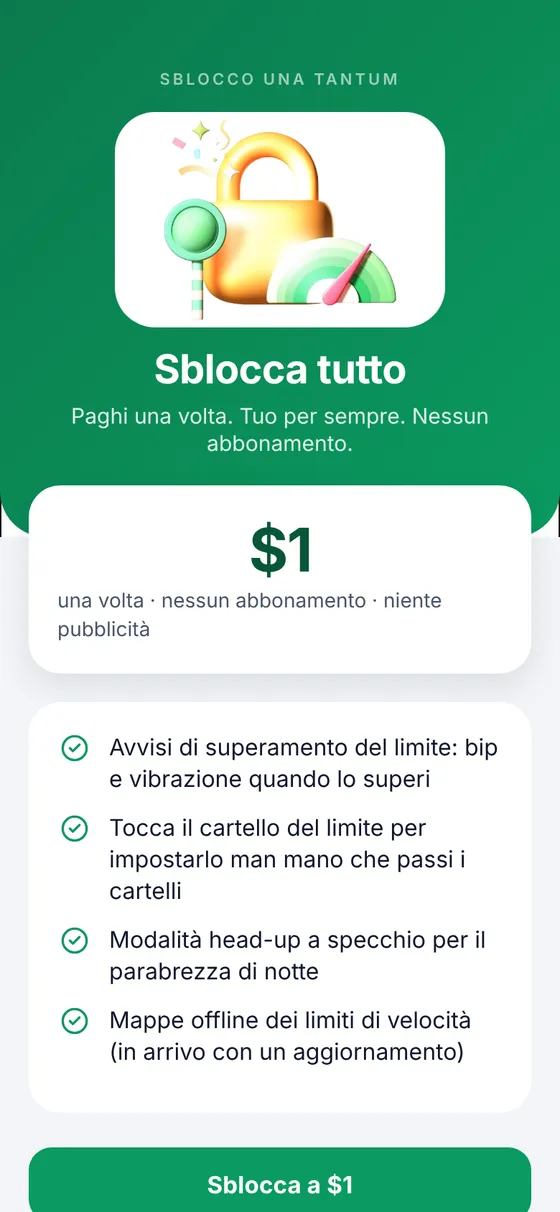 SBLOCCO UNA TANTUM
Sblocca tutto
Paghi una volta. Tuo per sempre. Nessun
abbonamento.
$1
una volta · nessun abbonamento · niente
pubblicità
Avvisi di superamento del limite: bip
e vibrazione quando lo superi
Tocca il cartello del limite per
impostarlo man mano che passi i
cartelli
Modalità head-up a specchio per il
parabrezza di notte
Mappe offline dei limiti di velocità
(in arrivo con un aggiornamento)
Sblocca a $1